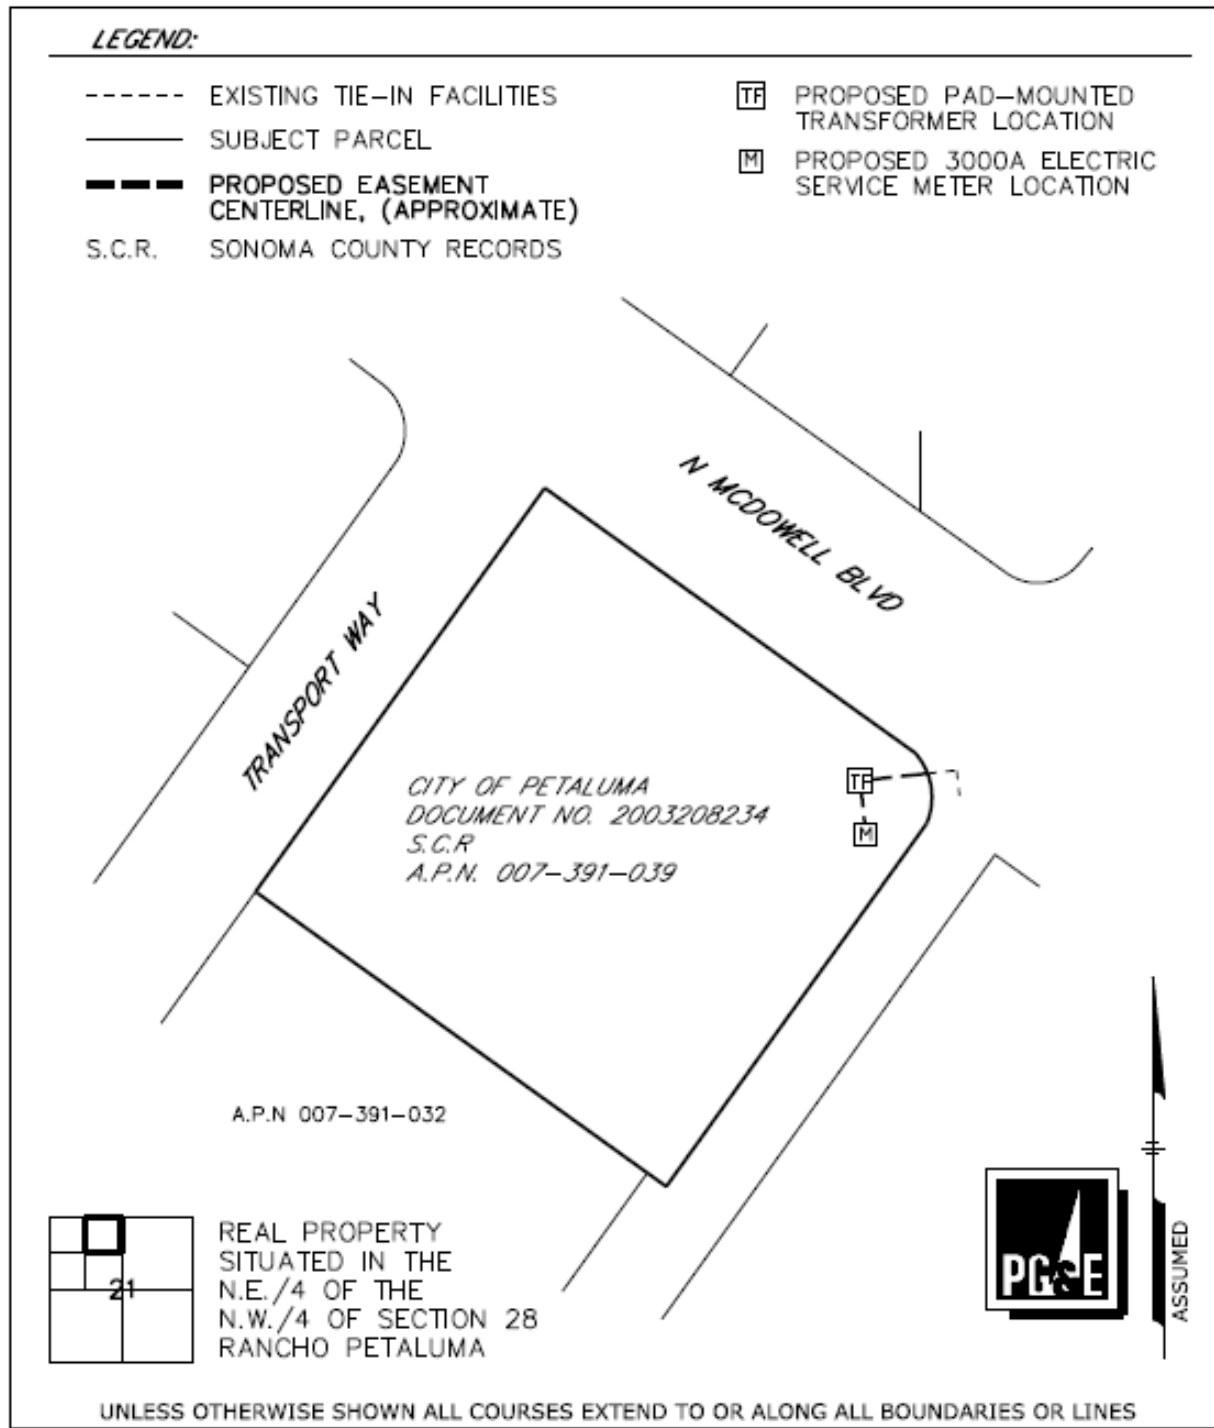 LEGEND:
EXISTING TIE-IN FACILITIES
SUBJECT PARCEL
PROPOSED EASEMENT
CENTERLINE, (APPROXIMATE)
S.C.R. SONOMA COUNTY RECORDS
TF PROPOSED PAD-MOUNTED
TRANSFORMER LOCATION
M PROPOSED 3000A ELECTRIC
SERVICE METER LOCATION
N MCDOWELL BLVD
TRANSPORT WAY
CITY OF PETALUMA
DOCUMENT NO. 2003208234
S.C.R
A.P.N. 007-391-039
TF
M
A.P.N 007-391-032
21
REAL PROPERTY
SITUATED IN THE
N.E./4 OF THE
N.W./4 OF SECTION 28
RANCHO PETALUMA
PG&E
ASSUMED
UNLESS OTHERWISE SHOWN ALL COURSES EXTEND TO OR ALONG ALL BOUNDARIES OR LINES